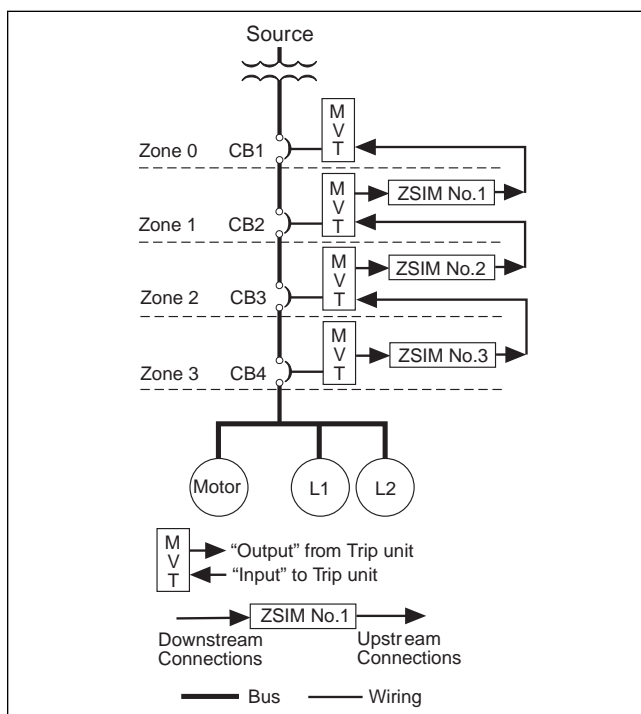 Source
M
V
T
Zone 0 CB1
M
V
T
ZSIM No.1
Zone 1 CB2
M
V
T
ZSIM No.2
Zone 2 CB3
M
V
T
ZSIM No.3
Zone 3 CB4
Motor L1 L2
M
V
T
“Output” from Trip unit
“Input” to Trip unit
ZSIM No.1
Downstream Connections
Upstream Connections
Bus Wiring